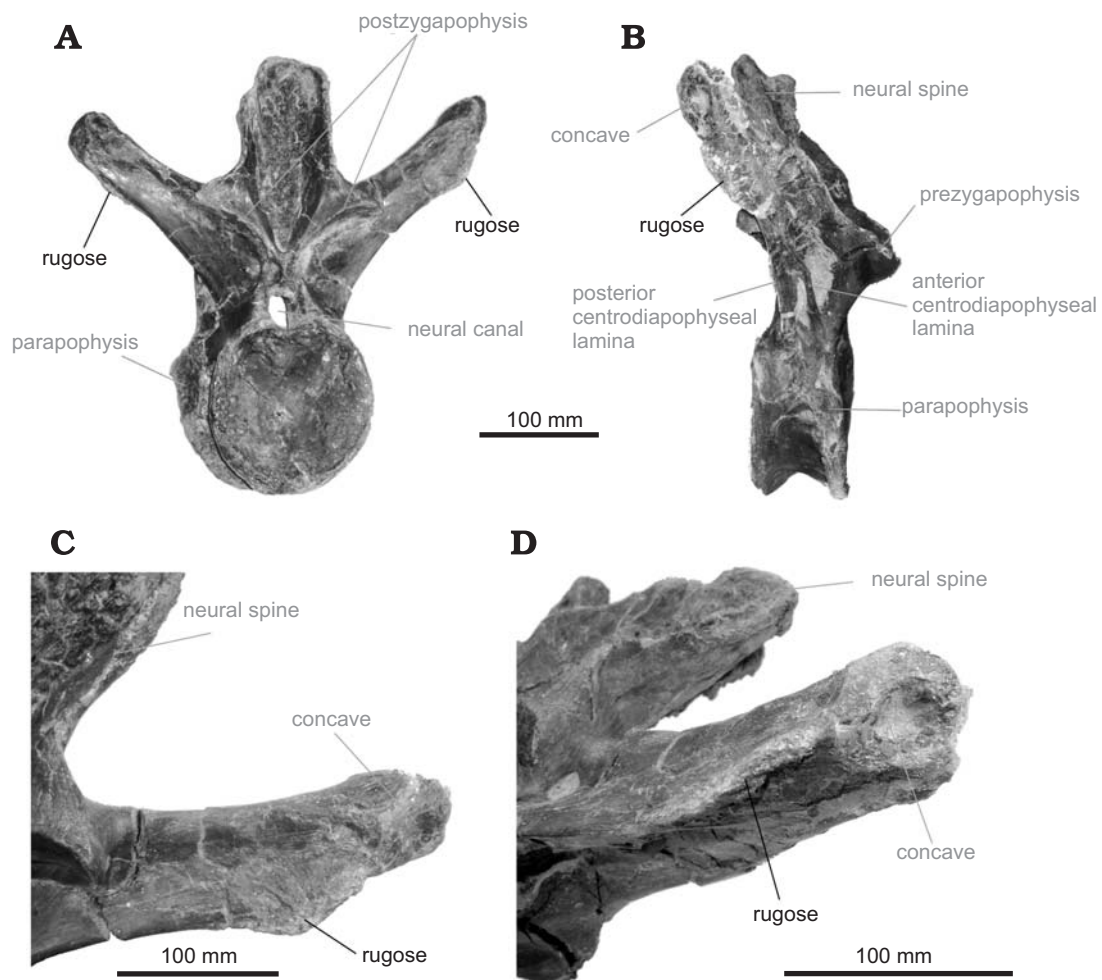 A
postzygapophysis
rugose
rugose
parapophysis
neural canal
100 mm
B
neural spine
concave
prezygapophysis
rugose
posterior
centrodiapophyseal
lamina
anterior
centrodiapophyseal
lamina
parapophysis
C
neural spine
concave
rugose
100 mm
D
neural spine
concave
rugose
100 mm